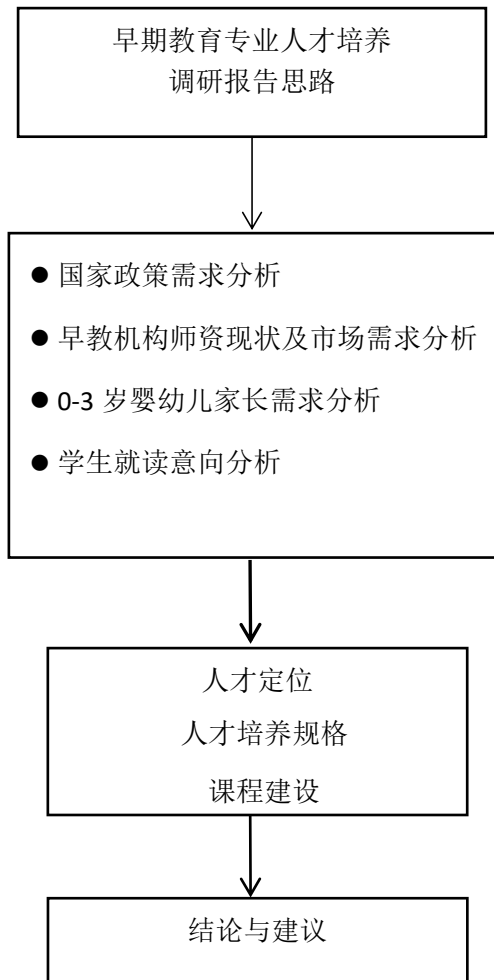 早期教育专业人才培养
调研报告思路
● 国家政策需求分析
● 早教机构师资现状及市场需求分析
● 0-3 岁婴幼儿家长需求分析
● 学生就读意向分析
人才定位
人才培养规格
课程建设
结论与建议